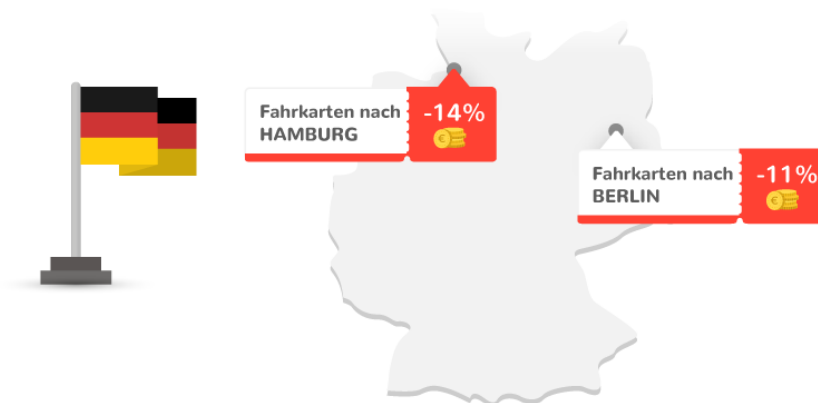 Fahrkarten nach
HAMBURG
-14%
Fahrkarten nach
BERLIN
-11%